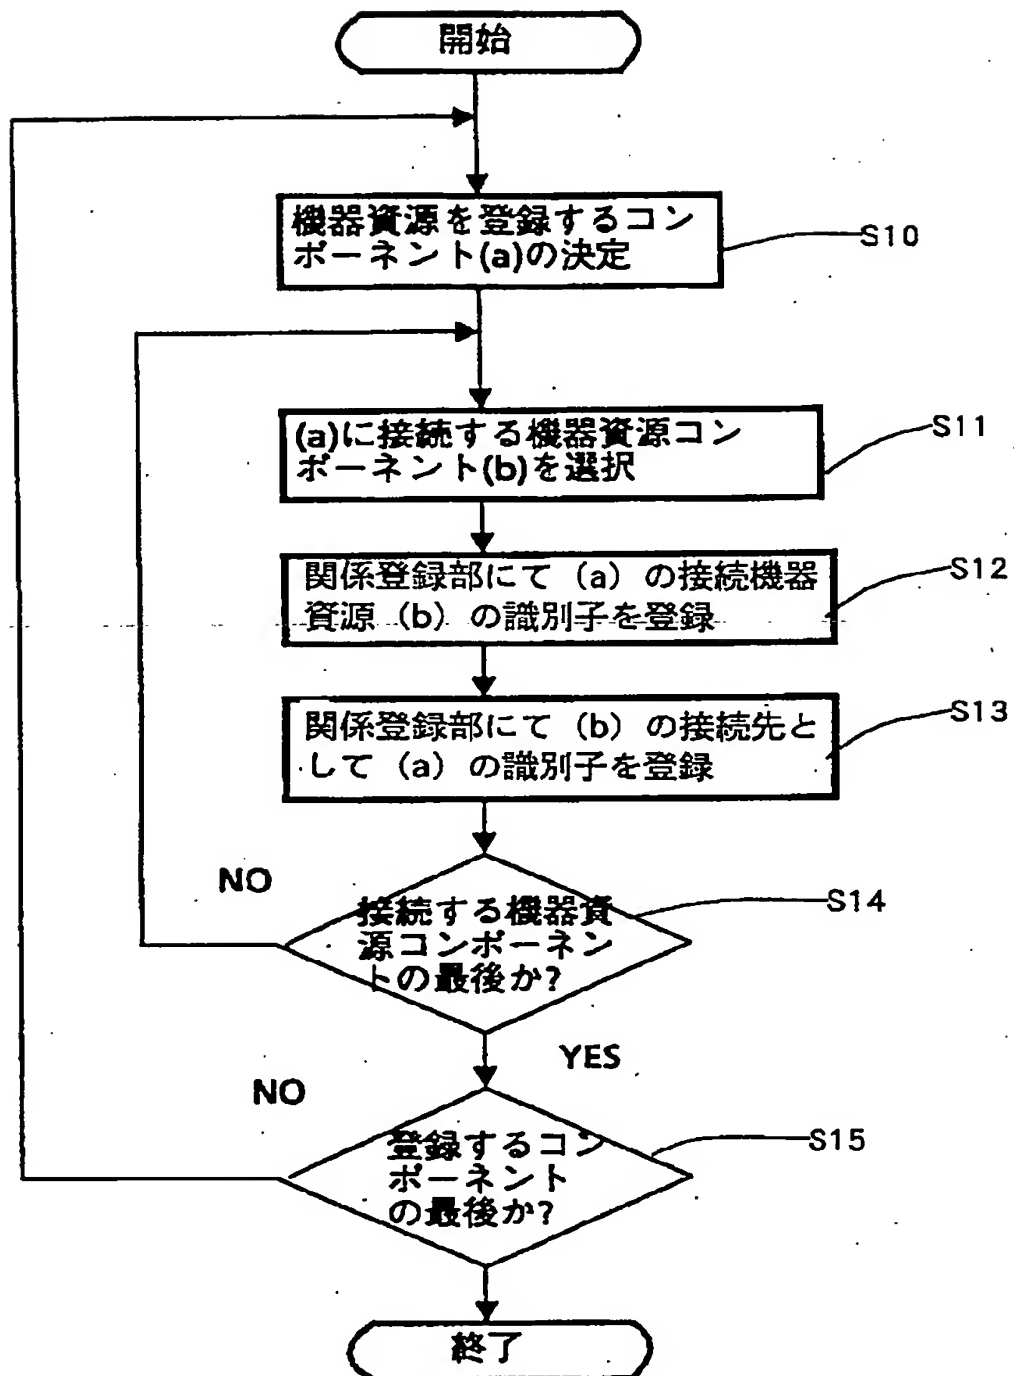 開始
機器資源を登録するコン
ポーネント(a)の決定
S10
(a)に接続する機器資源コン
ポーネント(b)を選択
S11
関係登録部にて（a）の接続機器
資源（b）の識別子を登録
S12
関係登録部にて（b）の接続先と
して（a）の識別子を登録
S13
NO
接続する機器資
源コンポーネン
トの最後か?
S14
YES
NO
登録するコン
ポーネント
の最後か?
S15
終了